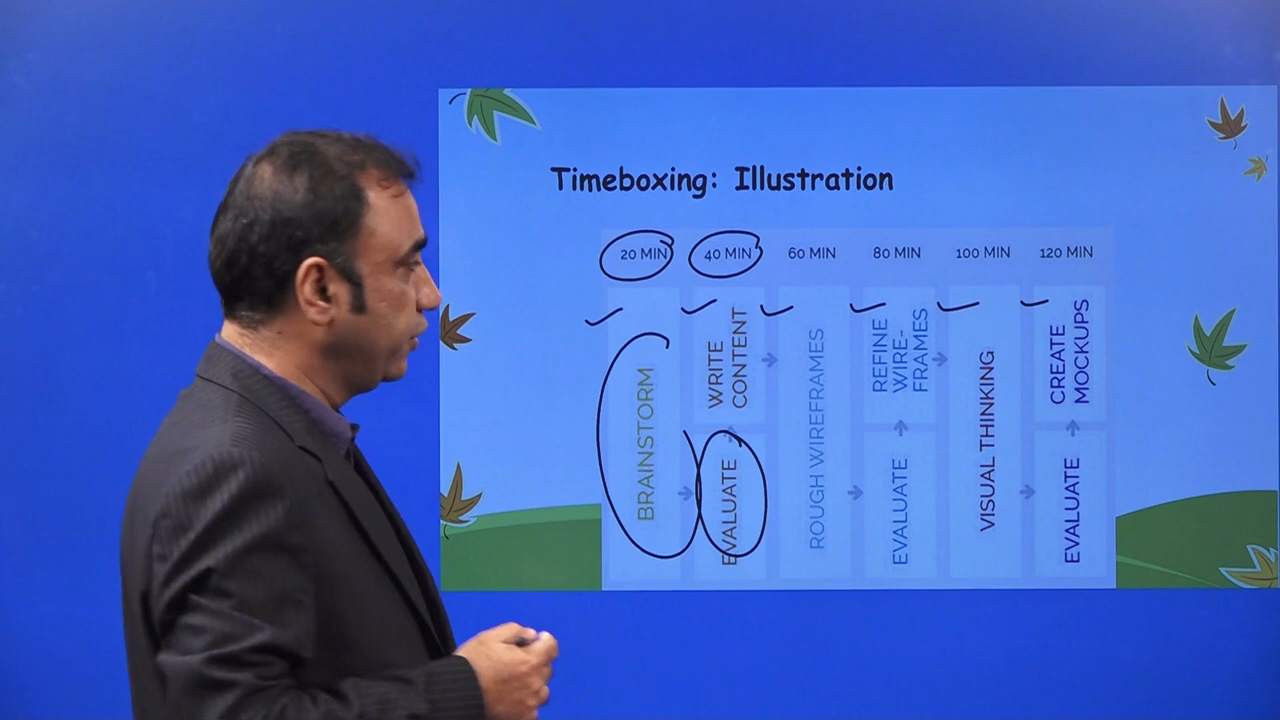 Timeboxing: Illustration
20 MIN 40 MIN 60 MIN 80 MIN 100 MIN 120 MIN
BRAINSTORM
EVALUATE
WRITE
CONTENT
ROUGH WIREFRAMES
EVALUATE
REFINE
WIRE-
FRAMES
VISUAL THINKING
EVALUATE
CREATE
MOCKUPS